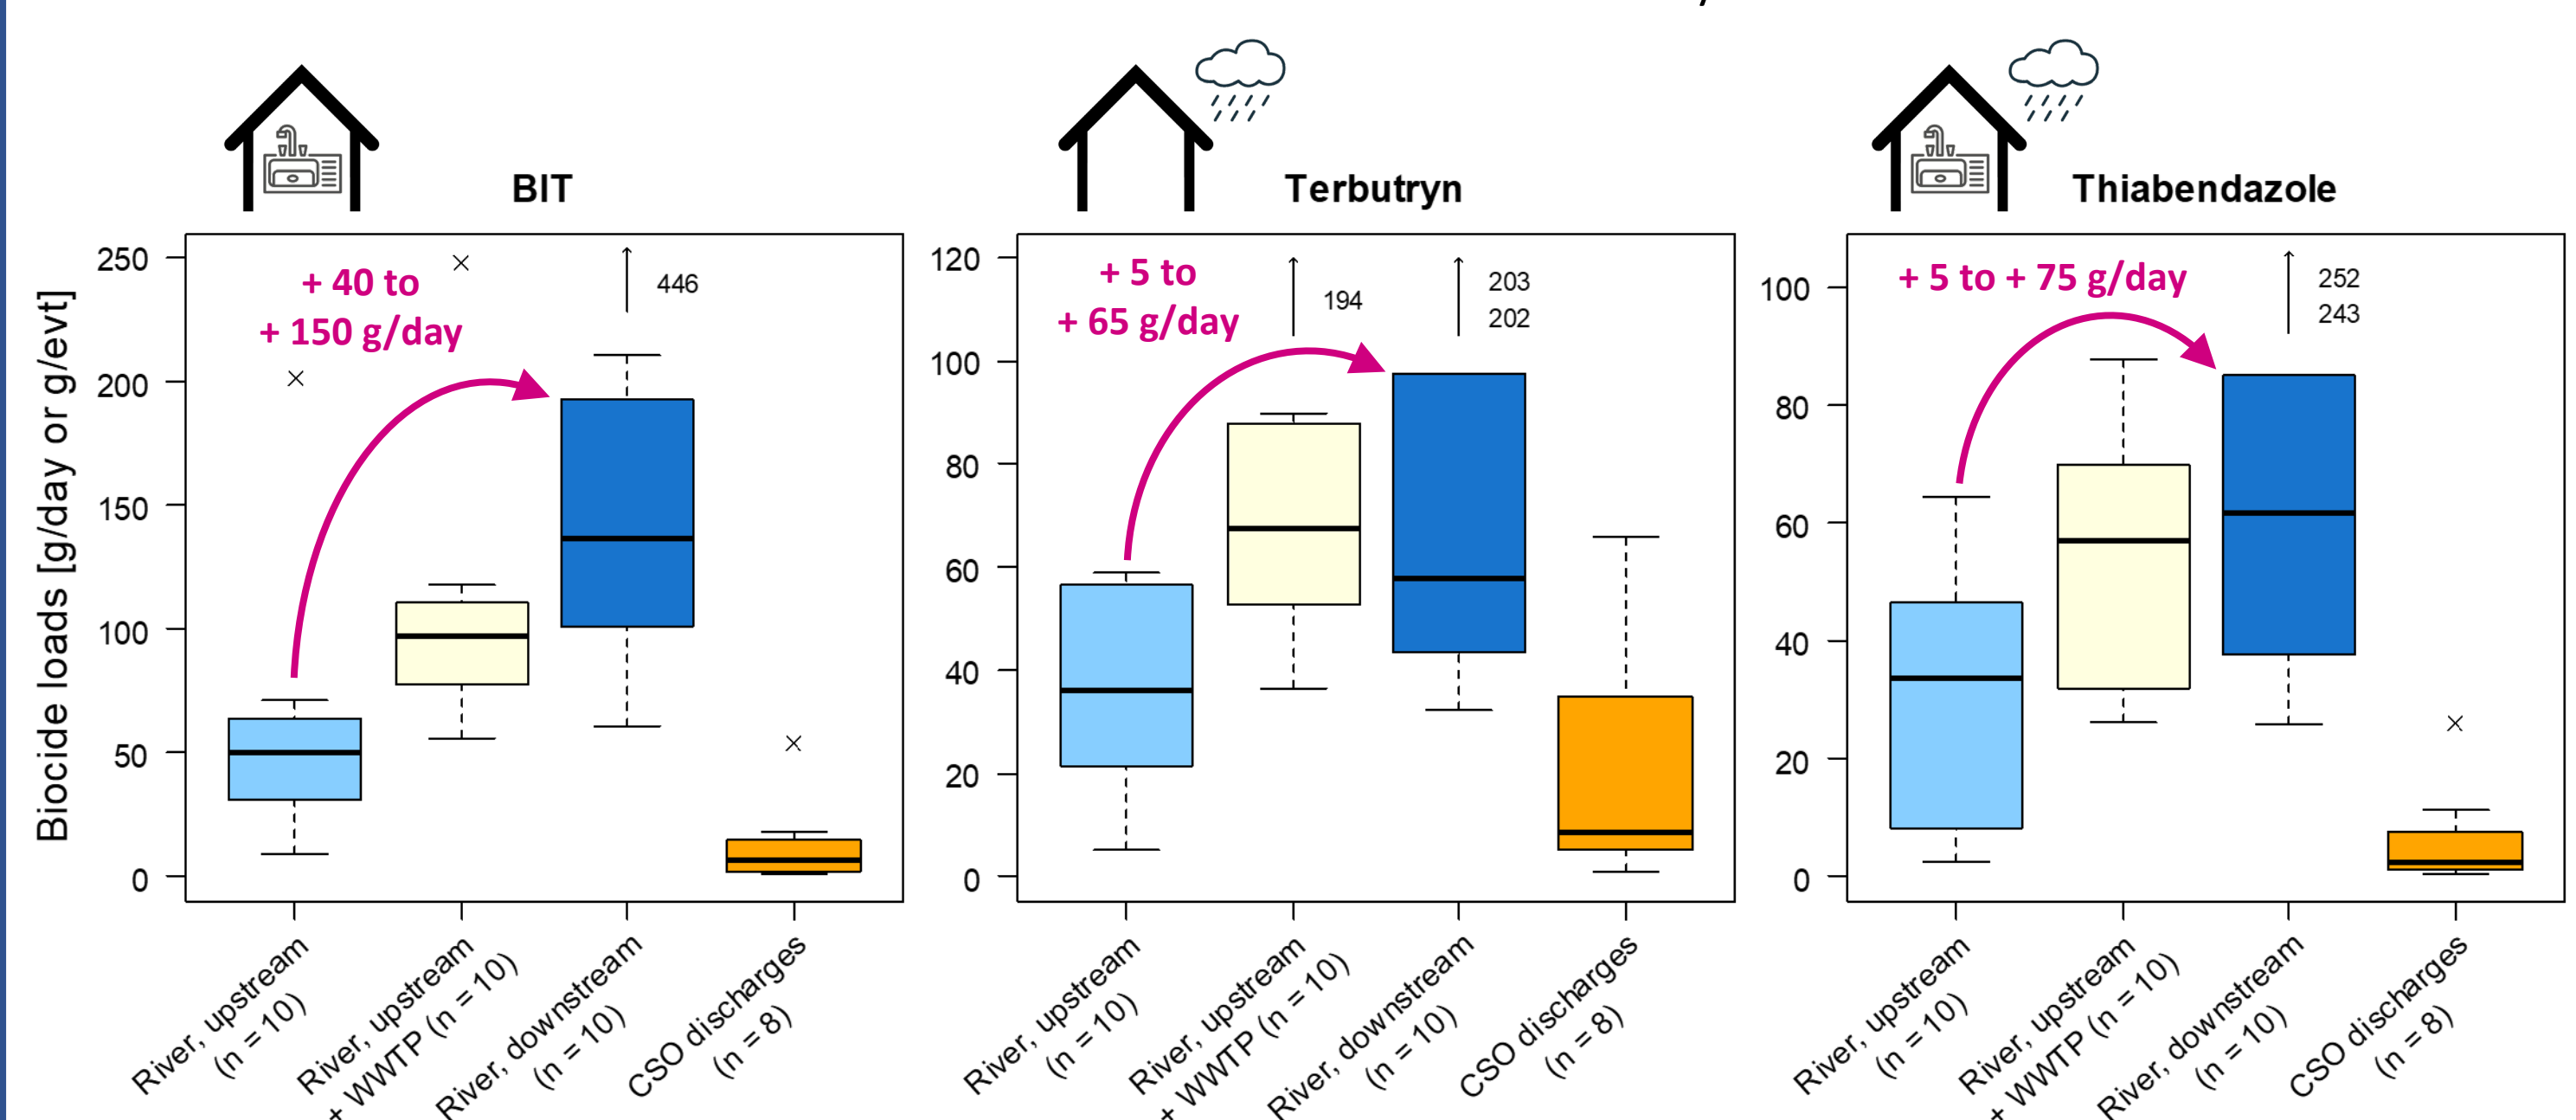 BIT
Terbutryn
Thiabendazole
Biocide loads [g/day or g/evt]
250
200
150
100
50
0
+ 40 to
+ 150 g/day
446
River, upstream
(n = 10)
River, upstream
+ WWTP (n = 10)
River, downstream
(n = 10)
CSO discharges
(n = 8)
120
100
80
60
40
20
0
+ 5 to
+ 65 g/day
194
203
202
River, upstream
(n = 10)
River, upstream
+ WWTP (n = 10)
River, downstream
(n = 10)
CSO discharges
(n = 8)
100
80
60
40
20
0
+ 5 to + 75 g/day
252
243
River, upstream
(n = 10)
River, upstream
+ WWTP (n = 10)
River, downstream
(n = 10)
CSO discharges
(n = 8)